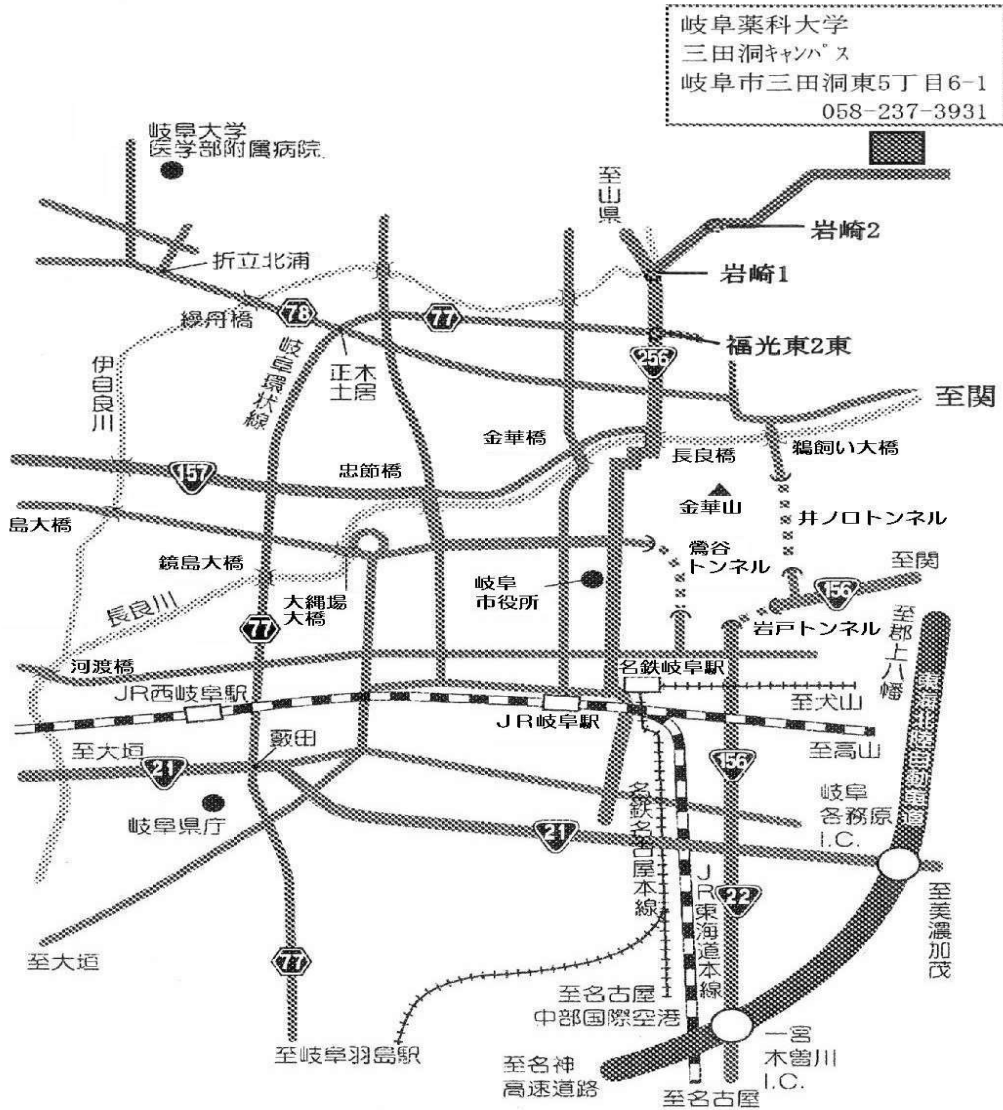 岐阜薬科大学
三田洞キャンパス
岐阜市三田洞東5丁目6-1
058-237-3931
岐阜大学
医学部附属病院
至山県
岩崎2
折立北浦
岩崎1
繰舟橋
78
77
福光東2東
256
伊自良川
岐阜環状線
正木
土居
至関
金華橋
長良橋
鵜飼い大橋
157
忠節橋
金華山
島大橋
井ノ口トンネル
鏡島大橋
鶯谷
トンネル
至関
長良川
大縄場
大橋
岐阜
市役所
156
77
岩戸トンネル
至郡上八幡
河渡橋
名鉄岐阜駅
JR西岐阜駅
至犬山
東海北陸自動車道
JR岐阜駅
至大垣
藪田
至高山
21
156
岐阜県庁
岐阜
各務原
I.C.
21
名鉄名古屋本線
JR東海道本線
22
至美濃加茂
至大垣
77
至名古屋
中部国際空港
至岐阜羽島駅
一宮
木曽川
I.C.
至名神
高速道路
至名古屋